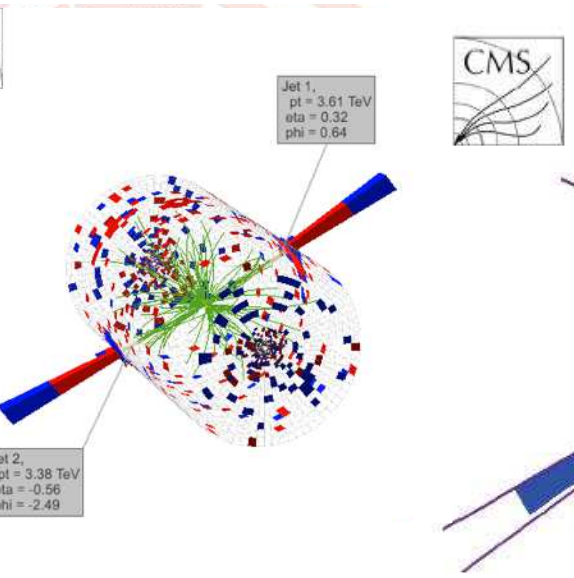 Jet 1,
pt = 3.61 TeV
eta = 0.32
phi = 0.64
CMS
et 2,
pt = 3.38 TeV
eta = -0.56
phi = -2.49